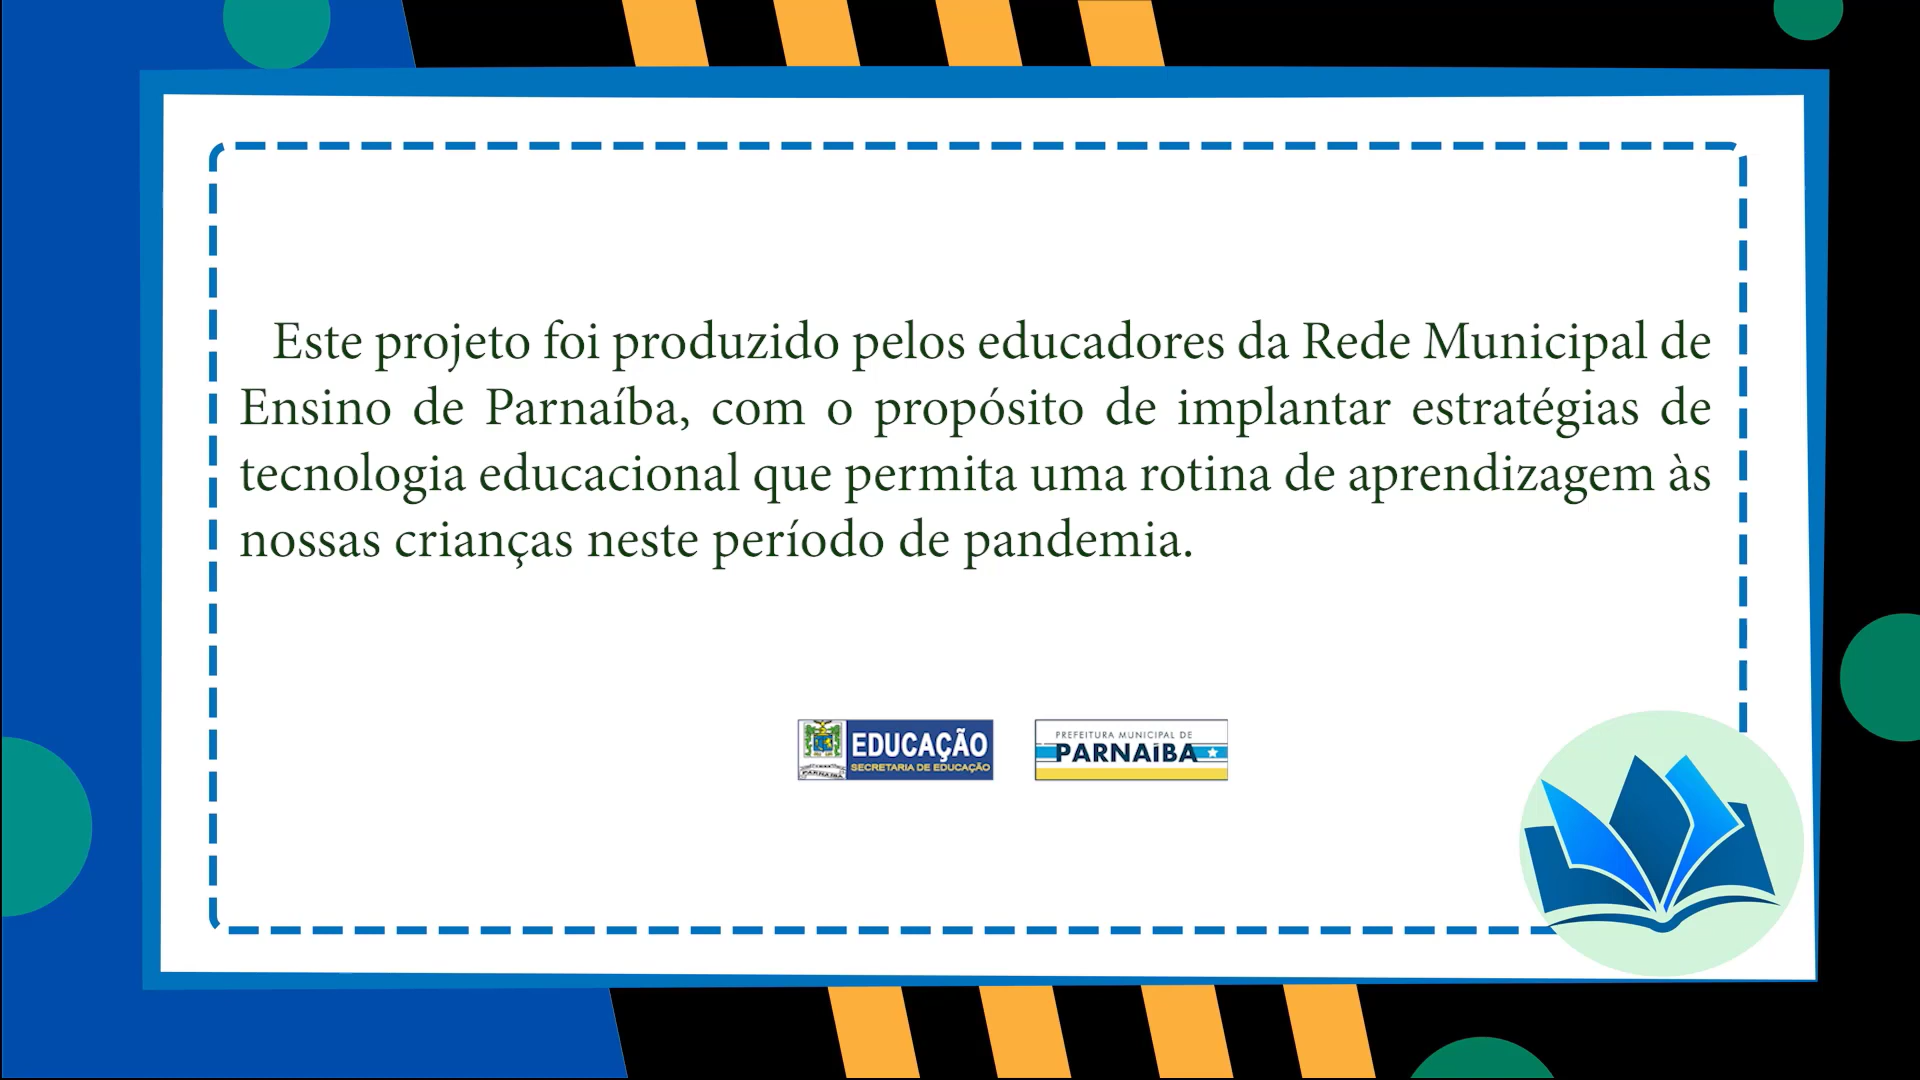 Este projeto foi produzido pelos educadores da Rede Municipal de
Ensino de Parnaíba, com o propósito de implantar estratégias de
tecnologia educacional que permita uma rotina de aprendizagem às
nossas crianças neste período de pandemia.
EDUCAÇÃO
SECRETARIA DE EDUCAÇÃO
PARNAÍBA
PREFEITURA MUNICIPAL DE
PARNAÍBA